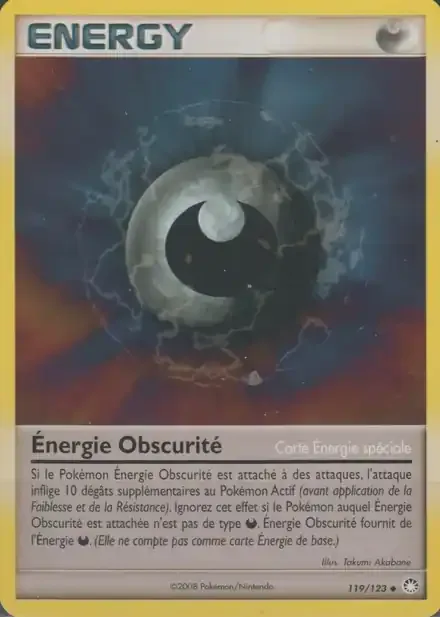 ENERGY
Énergie Obscurité
Carte Énergie spéciale
Si le Pokémon Énergie Obscurité est attaché à des attaques, l'attaque
inflige 10 dégâts supplémentaires au Pokémon Actif (avant application de la
Faiblesse et de la Résistance). Ignorez cet effet si le Pokémon auquel Énergie
Obscurité est attachée n'est pas de type . Énergie Obscurité fournit de
l'Énergie . (Elle ne compte pas comme carte Énergie de base.)
Illus. Takumi Akabane
©2008 Pokémon/Nintendo
119/123